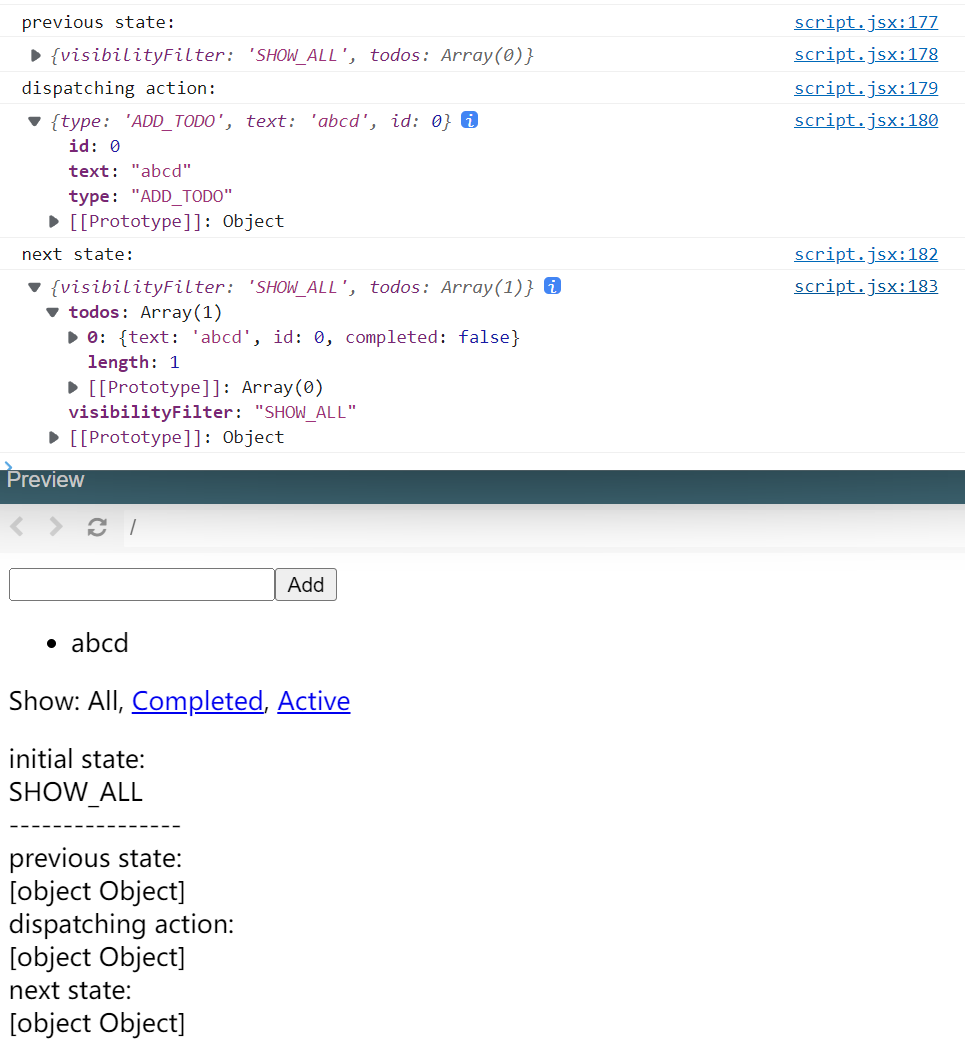 previous state: script.jsx:177
{visibilityFilter: 'SHOW_ALL', todos: Array(0)} script.jsx:178
dispatching action: script.jsx:179
{type: 'ADD_TODO', text: 'abcd', id: 0} i script.jsx:180
id: 0
text: "abcd"
type: "ADD_TODO"
[[Prototype]]: Object
next state: script.jsx:182
{visibilityFilter: 'SHOW_ALL', todos: Array(1)} i script.jsx:183
todos: Array(1)
0: {text: 'abcd', id: 0, completed: false}
length: 1
[[Prototype]]: Array(0)
visibilityFilter: "SHOW_ALL"
[[Prototype]]: Object
Preview
/
Add
• abcd
Show: All, Completed, Active
initial state:
SHOW_ALL
----------------
previous state:
[object Object]
dispatching action:
[object Object]
next state:
[object Object]